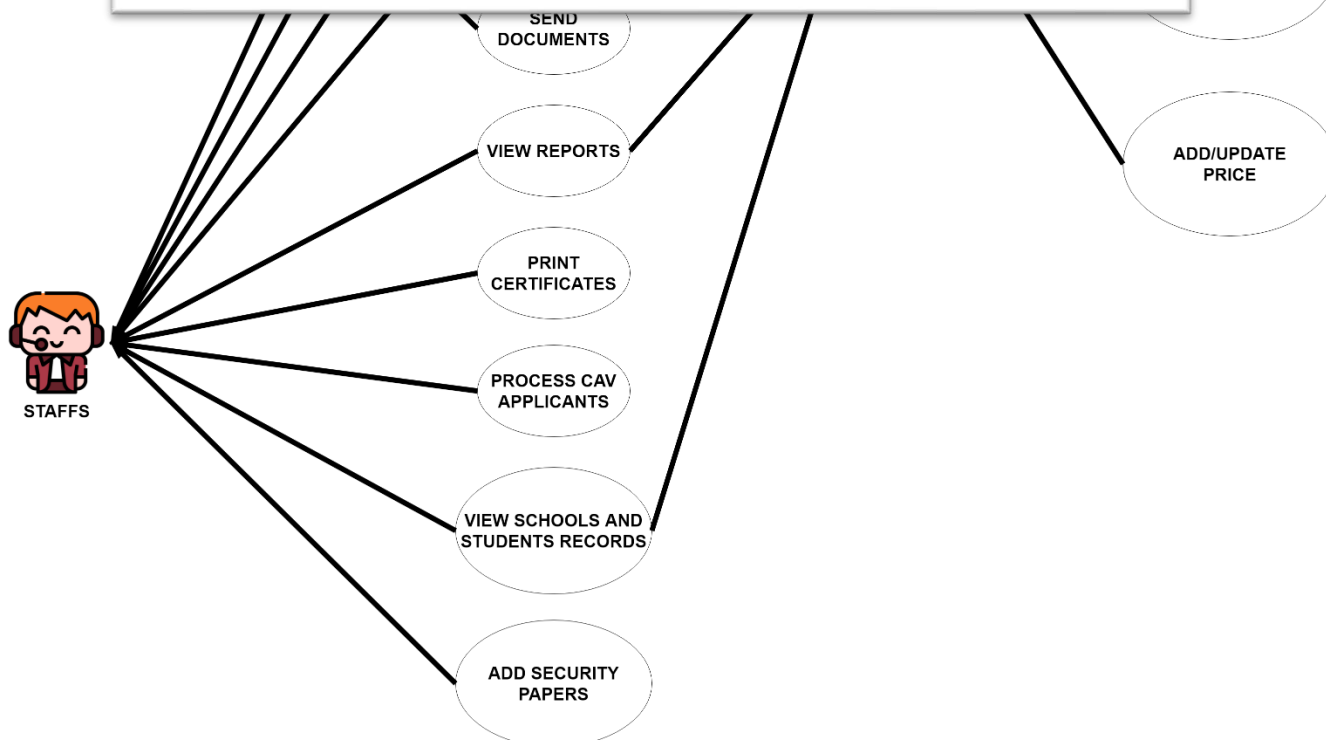 SEND
DOCUMENTS
VIEW REPORTS
ADD/UPDATE
PRICE
PRINT
CERTIFICATES
PROCESS CAV
APPLICANTS
STAFFS
VIEW SCHOOLS AND
STUDENTS RECORDS
ADD SECURITY
PAPERS